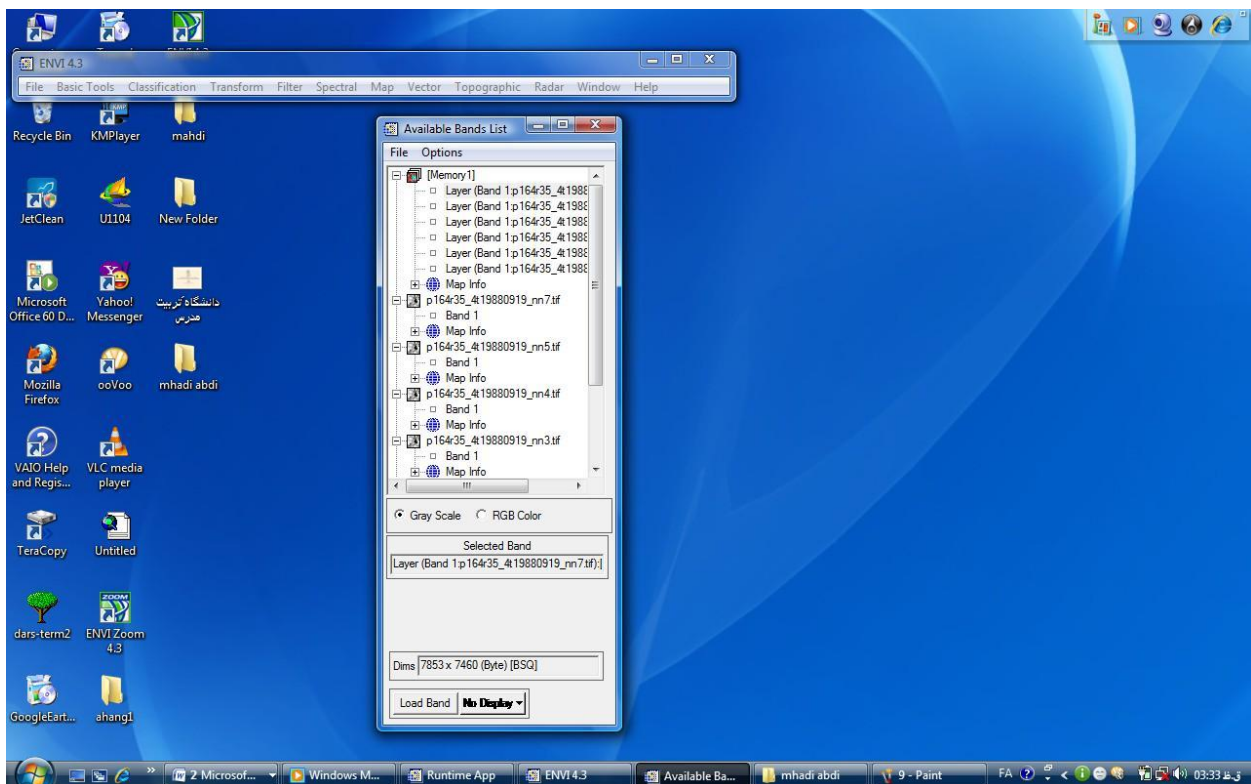 ENVI 4.3
File Basic Tools Classification Transform Filter Spectral Map Vector Topographic Radar Window Help
Recycle Bin
KMPlayer
mahdi
JetClean
U1104
New Folder
Microsoft Office 60 D...
Yahoo! Messenger
دانشگاه تربیت مدرس
Mozilla Firefox
ooVoo
mhadi abdi
VAIO Help and Regis...
VLC media player
TeraCopy
Untitled
dars-term2
ENVI Zoom 4.3
GoogleEart...
ahang1
Available Bands List
File Options
[Memory1]
Layer (Band 1:p164r35_4t1988
Layer (Band 1:p164r35_4t1988
Layer (Band 1:p164r35_4t1988
Layer (Band 1:p164r35_4t1988
Layer (Band 1:p164r35_4t1988
Layer (Band 1:p164r35_4t1988
Map Info
p164r35_4t19880919_nn7.tif
Band 1
Map Info
p164r35_4t19880919_nn5.tif
Band 1
Map Info
p164r35_4t19880919_nn4.tif
Band 1
Map Info
p164r35_4t19880919_nn3.tif
Band 1
Map Info
Gray Scale RGB Color
Selected Band
Layer (Band 1:p164r35_4t19880919_nn7.tif):
Dims 7853 x 7460 (Byte) [BSQ]
Load Band No Display
2 Microsof... Windows M... Runtime App ENVI 4.3 Available Ba... mhadi abdi 9 - Paint FA 03:33 ق.ظ